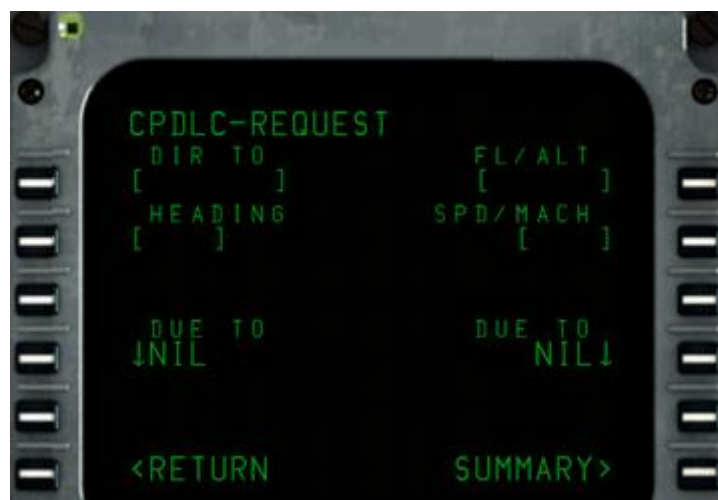 CPDLC-REQUEST
DIR TO FL/ALT
[ ] [ ]
HEADING SPD/MACH
[ ] [ ]
DUE TO DUE TO
↓NIL NIL↓
<RETURN SUMMARY>